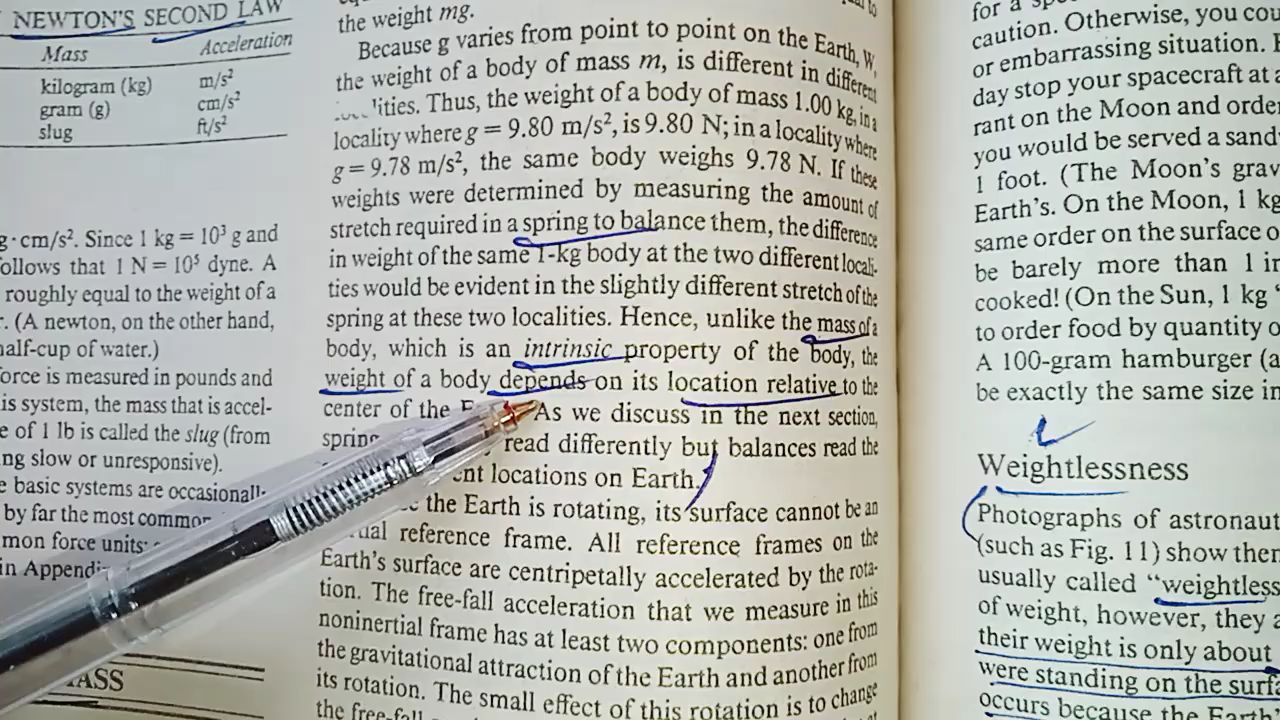 NEWTON'S SECOND LAW
Mass Acceleration
kilogram (kg) m/s²
gram (g) cm/s²
slug ft/s²
g·cm/s². Since 1 kg = 10³ g and
follows that 1 N = 10⁵ dyne. A
roughly equal to the weight of a
(A newton, on the other hand,
half-cup of water.)
force is measured in pounds and
is system, the mass that is accel-
of 1 lb is called the slug (from
slow or unresponsive).
basic systems are occasionall
by far the most common
mon force units:
in Appendi
MASS
the weight mg.
Because g varies from point to point on the Earth, W,
the weight of a body of mass m, is different in different
lities. Thus, the weight of a body of mass 1.00 kg, in a
locality where g = 9.80 m/s², is 9.80 N; in a locality where
g = 9.78 m/s², the same body weighs 9.78 N. If these
weights were determined by measuring the amount of
stretch required in a spring to balance them, the difference
in weight of the same 1-kg body at the two different locali-
ties would be evident in the slightly different stretch of the
spring at these two localities. Hence, unlike the mass of a
body, which is an intrinsic property of the body, the
weight of a body depends on its location relative to the
center of the E As we discuss in the next section,
spring read differently but balances read the
ent locations on Earth.
the Earth is rotating, its surface cannot be an
reference frame. All reference frames on the
Earth's surface are centripetally accelerated by the rota-
tion. The free-fall acceleration that we measure in this
noninertial frame has at least two components: one from
the gravitational attraction of the Earth and another from
its rotation. The small effect of this rotation is to change
the free-fall
for a
caution. Otherwise, you cou
or embarrassing situation.
day stop your spacecraft at a
rant on the Moon and orde
you would be served a sand
1 foot. (The Moon's grav
Earth's. On the Moon, 1 kg
same order on the surface o
be barely more than 1 in
cooked! (On the Sun, 1 kg
to order food by quantity o
A 100-gram hamburger (a
be exactly the same size in
Weightlessness
Photographs of astronaut
(such as Fig. 11) show ther
usually called "weightless
of weight, however, they a
their weight is only about
were standing on the surfa
occurs because the Earth'